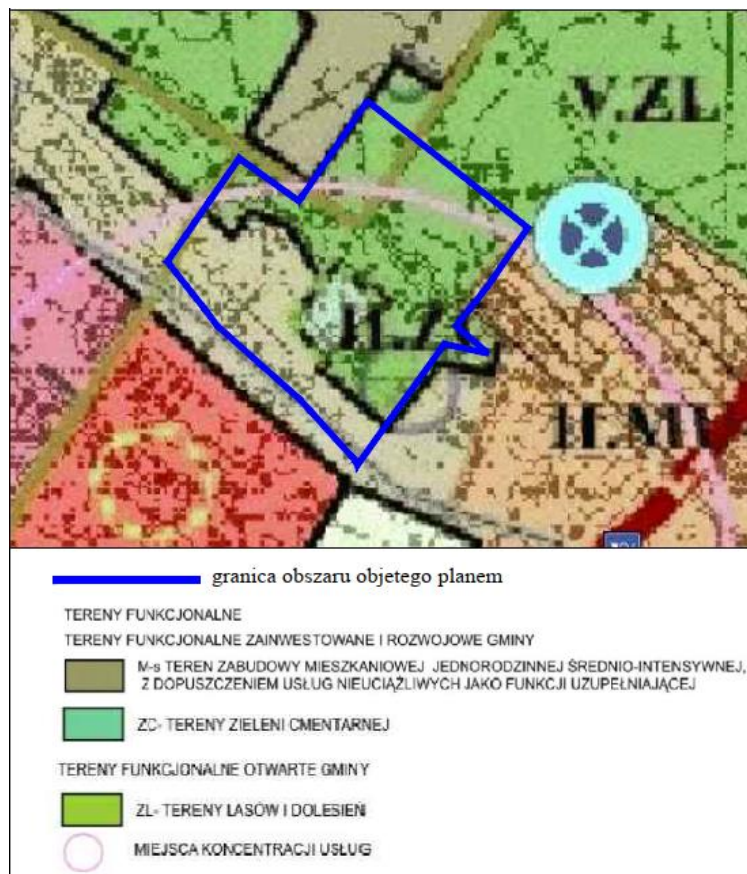 V.ZL
II.Z
II.MN
granica obszaru objetego planem
TERENY FUNKCJONALNE
TERENY FUNKCJONALNE ZAINWESTOWANE I ROZWOJOWE GMINY
M-s TEREN ZABUDOWY MIESZKANIOWEJ JEDNORODZINNEJ ŚREDNIO-INTENSYWNEJ,
Z DOPUSZCZENIEM USŁUG NIEUCIĄŻLIWYCH JAKO FUNKCJI UZUPEŁNIAJĄCEJ
ZC- TERENY ZIELENI CMENTARNEJ
TERENY FUNKCJONALNE OTWARTE GMINY
ZL- TERENY LASÓW I DOLESIEŃ
MIEJSCA KONCENTRACJI USŁUG